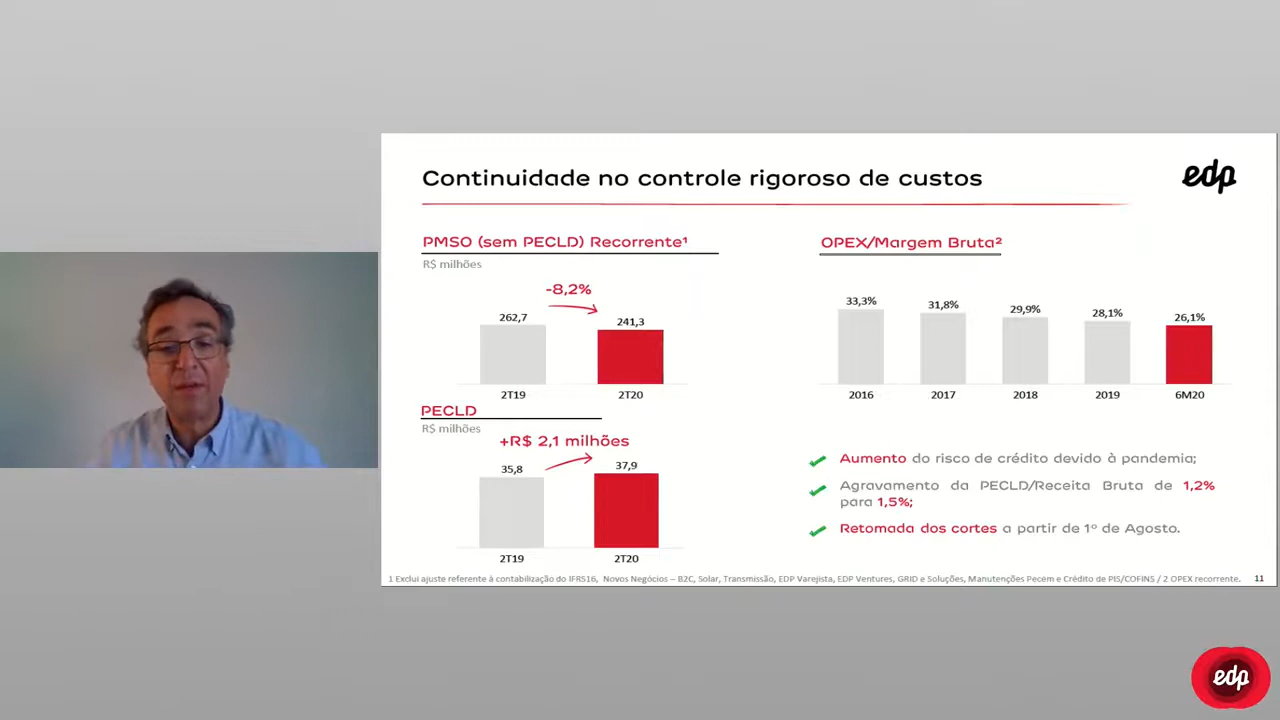 Continuidade no controle rigoroso de custos
edp
PMSO (sem PECLD) Recorrente¹
R$ milhões
-8,2%
262,7
241,3
2T19
2T20
PECLD
R$ milhões
+R$ 2,1 milhões
35,8
37,9
2T19
2T20
OPEX/Margem Bruta²
33,3%
31,8%
29,9%
28,1%
26,1%
2016
2017
2018
2019
6M20
Aumento do risco de crédito devido à pandemia;
Agravamento da PECLD/Receita Bruta de 1,2%
para 1,5%;
Retomada dos cortes a partir de 1º de Agosto.
1 Exclui ajuste referente à contabilização do IFRS16, Novos Negócios – B2C, Solar, Transmissão, EDP Varejista, EDP Ventures, GRID e Soluções, Manutenções Pecém e Crédito de PIS/COFINS / 2 OPEX recorrente.
11
edp